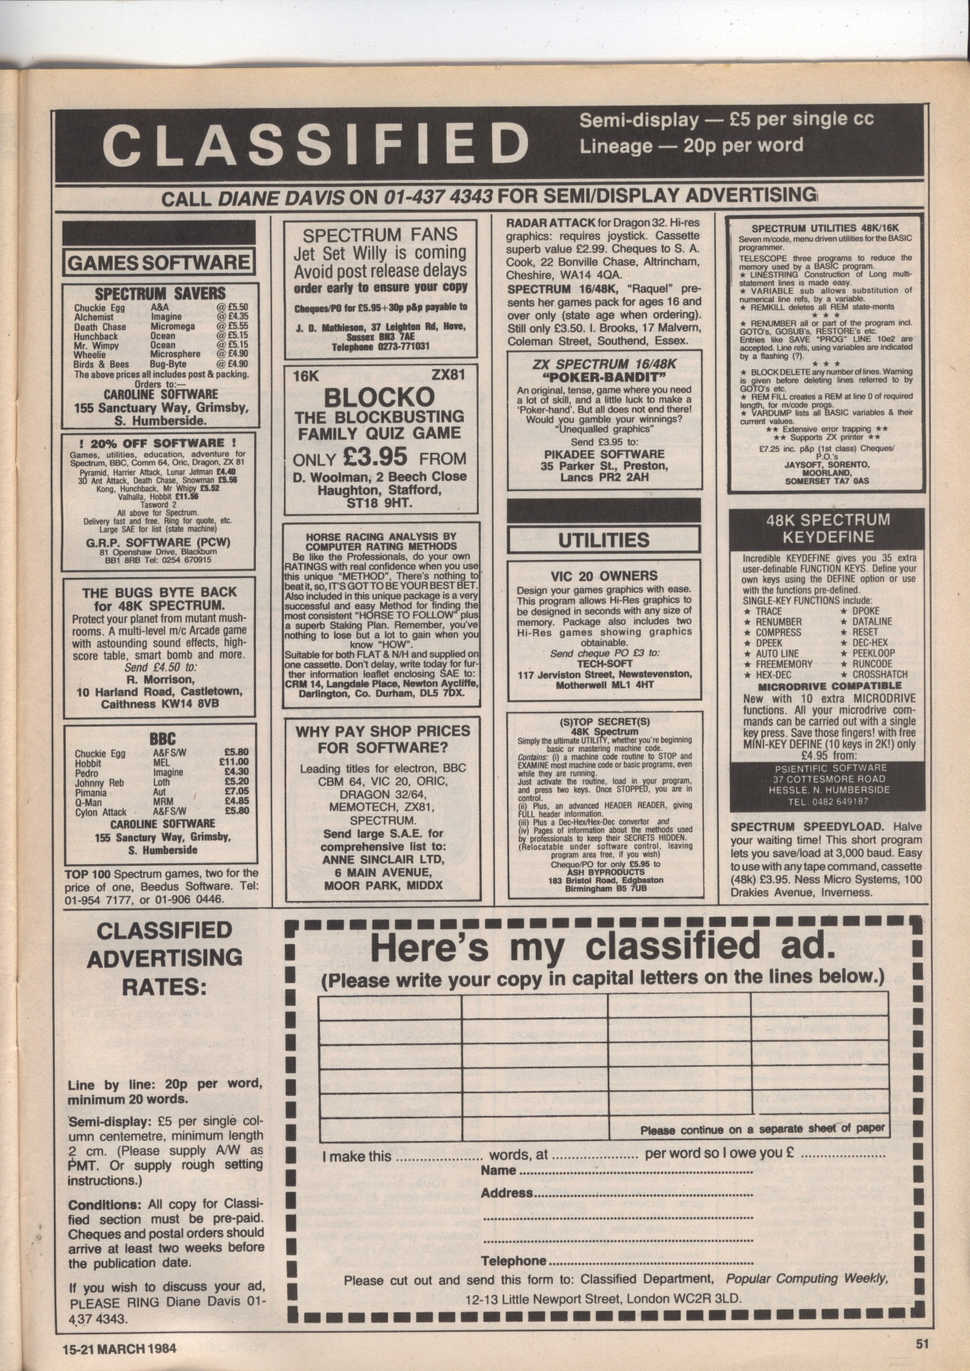 CLASSIFIED
Semi-display — £5 per single cc
Lineage — 20p per word
CALL DIANE DAVIS ON 01-437 4343 FOR SEMI/DISPLAY ADVERTISING
GAMES SOFTWARE
SPECTRUM SAVERS
Chuckie Egg A&A @ £5.50
Alchemist Imagine @ £4.35
Death Chase Micromega @ £5.55
Hunchback Ocean @ £5.15
Mr. Wimpy Ocean @ £5.15
Wheelie Microsphere @ £4.90
Birds & Bees Bug-Byte @ £4.90
The above prices all includes post & packing.
Orders to:—
CAROLINE SOFTWARE
155 Sanctuary Way, Grimsby,
S. Humberside.
! 20% OFF SOFTWARE !
Games, utilities, education, adventure for
Spectrum, BBC, Comm 64, Oric, Dragon, ZX 81
Pyramid, Harrier Attack, Lunar Jetman £4.40
3D Ant Attack, Death Chase, Snowman £5.56
Kong, Hunchback, Mr Whipy £5.52
Valhalla, Hobbit £11.56
Tasword 2
All above for Spectrum.
Delivery fast and free. Ring for quote, etc.
Large SAE for list (state machine)
G.R.P. SOFTWARE (PCW)
81 Openshaw Drive, Blackburn
BB1 8RB Tel: 0254 670915
THE BUGS BYTE BACK
for 48K SPECTRUM.
Protect your planet from mutant mush-
rooms. A multi-level m/c Arcade game
with astounding sound effects, high-
score table, smart bomb and more.
Send £4.50 to:
R. Morrison,
10 Harland Road, Castletown,
Caithness KW14 8VB
BBC
Chuckie Egg A&F S/W £5.80
Hobbit MEL £11.00
Pedro Imagine £4.30
Johnny Reb Loth £5.20
Pimania Aut £7.05
Q-Man MRM £4.85
Cylon Attack A&F S/W £5.80
CAROLINE SOFTWARE
155 Sanctury Way, Grimsby,
S. Humberside
TOP 100 Spectrum games, two for the
price of one, Beedus Software. Tel:
01-954 7177, or 01-906 0446.
SPECTRUM FANS
Jet Set Willy is coming
Avoid post release delays
order early to ensure your copy
Cheques/PO for £5.95+30p p&p payable to
J. D. Mathieson, 37 Leighton Rd, Hove,
Sussex BN3 7AE
Telephone 0273-771031
16K ZX81
BLOCKO
THE BLOCKBUSTING
FAMILY QUIZ GAME
ONLY £3.95 FROM
D. Woolman, 2 Beech Close
Haughton, Stafford,
ST18 9HT.
HORSE RACING ANALYSIS BY
COMPUTER RATING METHODS
Be like the Professionals, do your own
RATINGS with real confidence when you use
this unique "METHOD", There's nothing to
beat it, so, IT'S GOT TO BE YOUR BEST BET.
Also included in this unique package is a very
successful and easy Method for finding the
most consistent "HORSE TO FOLLOW" plus
a superb Staking Plan. Remember, you've
nothing to lose but a lot to gain when you
know "HOW".
Suitable for both FLAT & N/H and supplied on
one cassette. Don't delay, write today for fur-
ther information leaflet enclosing SAE to:
CRM 14, Langdale Place, Newton Aycliffe,
Darlington, Co. Durham, DL5 7DX.
WHY PAY SHOP PRICES
FOR SOFTWARE?
Leading titles for electron, BBC
CBM 64, VIC 20, ORIC,
DRAGON 32/64,
MEMOTECH, ZX81,
SPECTRUM.
Send large S.A.E. for
comprehensive list to:
ANNE SINCLAIR LTD,
6 MAIN AVENUE,
MOOR PARK, MIDDX
RADAR ATTACK for Dragon 32. Hi-res
graphics: requires joystick. Cassette
superb value £2.99. Cheques to S. A.
Cook, 22 Bonville Chase, Altrincham,
Cheshire, WA14 4QA.
SPECTRUM 16/48K, "Raquel" pre-
sents her games pack for ages 16 and
over only (state age when ordering).
Still only £3.50. I. Brooks, 17 Malvern,
Coleman Street, Southend, Essex.
ZX SPECTRUM 16/48K
"POKER-BANDIT"
An original, tense, game where you need
a lot of skill, and a little luck to make a
'Poker-hand'. But all does not end there!
Would you gamble your winnings?
"Unequalled graphics"
Send £3.95 to:
PIKADEE SOFTWARE
35 Parker St., Preston,
Lancs PR2 2AH
UTILITIES
VIC 20 OWNERS
Design your games graphics with ease.
This program allows Hi-Res graphics to
be designed in seconds with any size of
memory. Package also includes two
Hi-Res games showing graphics
obtainable.
Send cheque PO £3 to:
TECH-SOFT
117 Jerviston Street, Newstevenston,
Motherwell ML1 4HT
(S)TOP SECRET(S)
48K Spectrum
Simply the ultimate UTILITY, whether you're beginning
basic or mastering machine code.
Contains: (i) a machine code routine to STOP and
EXAMINE most machine code or basic programs, even
while they are running.
Just activate the routine, load in your program,
and press two keys. Once STOPPED, you are in
control.
(ii) Plus, an advanced HEADER READER, giving
FULL header information.
(iii) Plus a Dec-Hex/Hex-Dec convertor and
(iv) Pages of information about the methods used
by professionals to keep their SECRETS HIDDEN.
(Relocatable under software control, leaving
program area free, if you wish)
Cheque/PO for only £5.95 to
ASH BYPRODUCTS
183 Bristol Road, Edgbaston
Birmingham B5 7UB
SPECTRUM UTILITIES 48K/16K
Seven m/code, menu driven utilities for the BASIC
programmer.
TELESCOPE three programs to reduce the
memory used by a BASIC program.
★ LINESTRING Construction of Long multi-
statement lines is made easy.
★ VARIABLE sub allows substitution of
numerical line refs, by a variable.
★ REMKILL deletes all REM state-ments
★ ★ ★
★ RENUMBER all or part of the program incl.
GOTO's, GOSUB's, RESTORE's etc.
Entries like SAVE "PROG" LINE 10e2 are
accepted. Line refs, using variables are indicated
by a flashing (?).
★ ★ ★
★ BLOCK DELETE any number of lines. Warning
is given before deleting lines referred to by
GOTO's etc.
★ REM FILL creates a REM at line 0 of required
length, for m/code progs.
★ VARDUMP lists all BASIC variables & their
current values.
★★ Extensive error trapping ★★
★★ Supports ZX printer ★★
£7.25 inc. p&p (1st class) Cheques/
P.O.'s
JAYSOFT, SORENTO,
MOORLAND,
SOMERSET TA7 0AS
48K SPECTRUM
KEYDEFINE
Incredible KEYDEFINE gives you 35 extra
user-definable FUNCTION KEYS. Define your
own keys using the DEFINE option or use
with the functions pre-defined.
SINGLE-KEY FUNCTIONS include:
★ TRACE ★ DPOKE
★ RENUMBER ★ DATALINE
★ COMPRESS ★ RESET
★ DPEEK ★ DEC-HEX
★ AUTO LINE ★ PEEKLOOP
★ FREEMEMORY ★ RUNCODE
★ HEX-DEC ★ CROSSHATCH
MICRODRIVE COMPATIBLE
New with 10 extra MICRODRIVE
functions. All your microdrive com-
mands can be carried out with a single
key press. Save those fingers! with free
MINI-KEY DEFINE (10 keys in 2K!) only
£4.95 from:
PSIENTIFIC SOFTWARE
37 COTTESMORE ROAD
HESSLE, N. HUMBERSIDE
TEL. 0482 649187
SPECTRUM SPEEDYLOAD. Halve
your waiting time! This short program
lets you save/load at 3,000 baud. Easy
to use with any tape command, cassette
(48k) £3.95. Ness Micro Systems, 100
Drakies Avenue, Inverness.
CLASSIFIED
ADVERTISING
RATES:
Line by line: 20p per word,
minimum 20 words.
Semi-display: £5 per single col-
umn centemetre, minimum length
2 cm. (Please supply A/W as
PMT. Or supply rough setting
instructions.)
Conditions: All copy for Classi-
fied section must be pre-paid.
Cheques and postal orders should
arrive at least two weeks before
the publication date.
If you wish to discuss your ad,
PLEASE RING Diane Davis 01-
437 4343.
Here's my classified ad.
(Please write your copy in capital letters on the lines below.)
Please continue on a separate sheet of paper
I make this ...................... words, at ...................... per word so I owe you £ ......................
Name ............................................................
Address............................................................
............................................................
............................................................
Telephone ............................................................
Please cut out and send this form to: Classified Department, Popular Computing Weekly,
12-13 Little Newport Street, London WC2R 3LD.
15-21 MARCH 1984
51